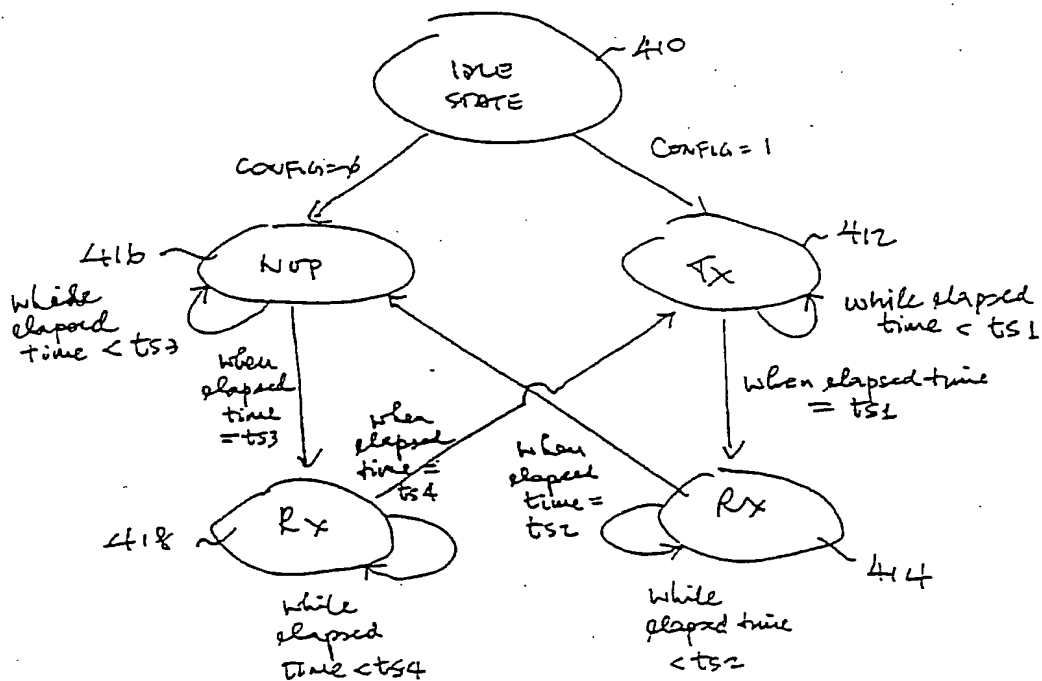 410
IDLE
STATE
CONFIG=ø
CONFIG = 1
416
NOP
412
Tx
while
elapsed
time < ts3
while elapsed
time < ts1
when
elapsed
time
= ts3
when elapsed time
= ts1
when
elapsed
time =
ts4
when
elapsed
time =
ts2
418
Rx
Rx
414
while
elapsed
time < ts4
while
elapsed time
< ts2